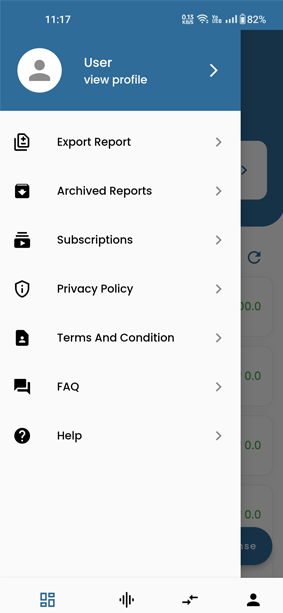 11:17
0.13
KB/S
82%
User
view profile
Export Report
Archived Reports
Subscriptions
Privacy Policy
Terms And Condition
FAQ
Help
00.0
0.0
0.0
0.0
nse